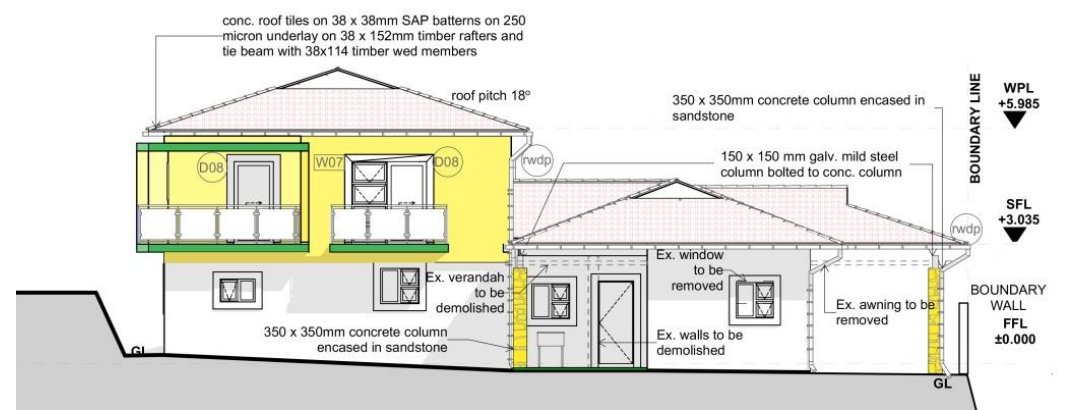 conc. roof tiles on 38 x 38mm SAP batterns on 250
micron underlay on 38 x 152mm timber rafters and
tie beam with 38x114 timber wed members
roof pitch 18°
350 x 350mm concrete column encased in
sandstone
BOUNDARY LINE
WPL
+5.985
D08
W07
D08
rwdp
150 x 150 mm galv. mild steel
column bolted to conc. column
SFL
+3.035
rwdp
Ex. verandah
to be
demolished
Ex. window
to be
removed
Ex. awning to be
removed
BOUNDARY
WALL
FFL
±0.000
350 x 350mm concrete column
encased in sandstone
Ex. walls to be
demolished
GL
GL